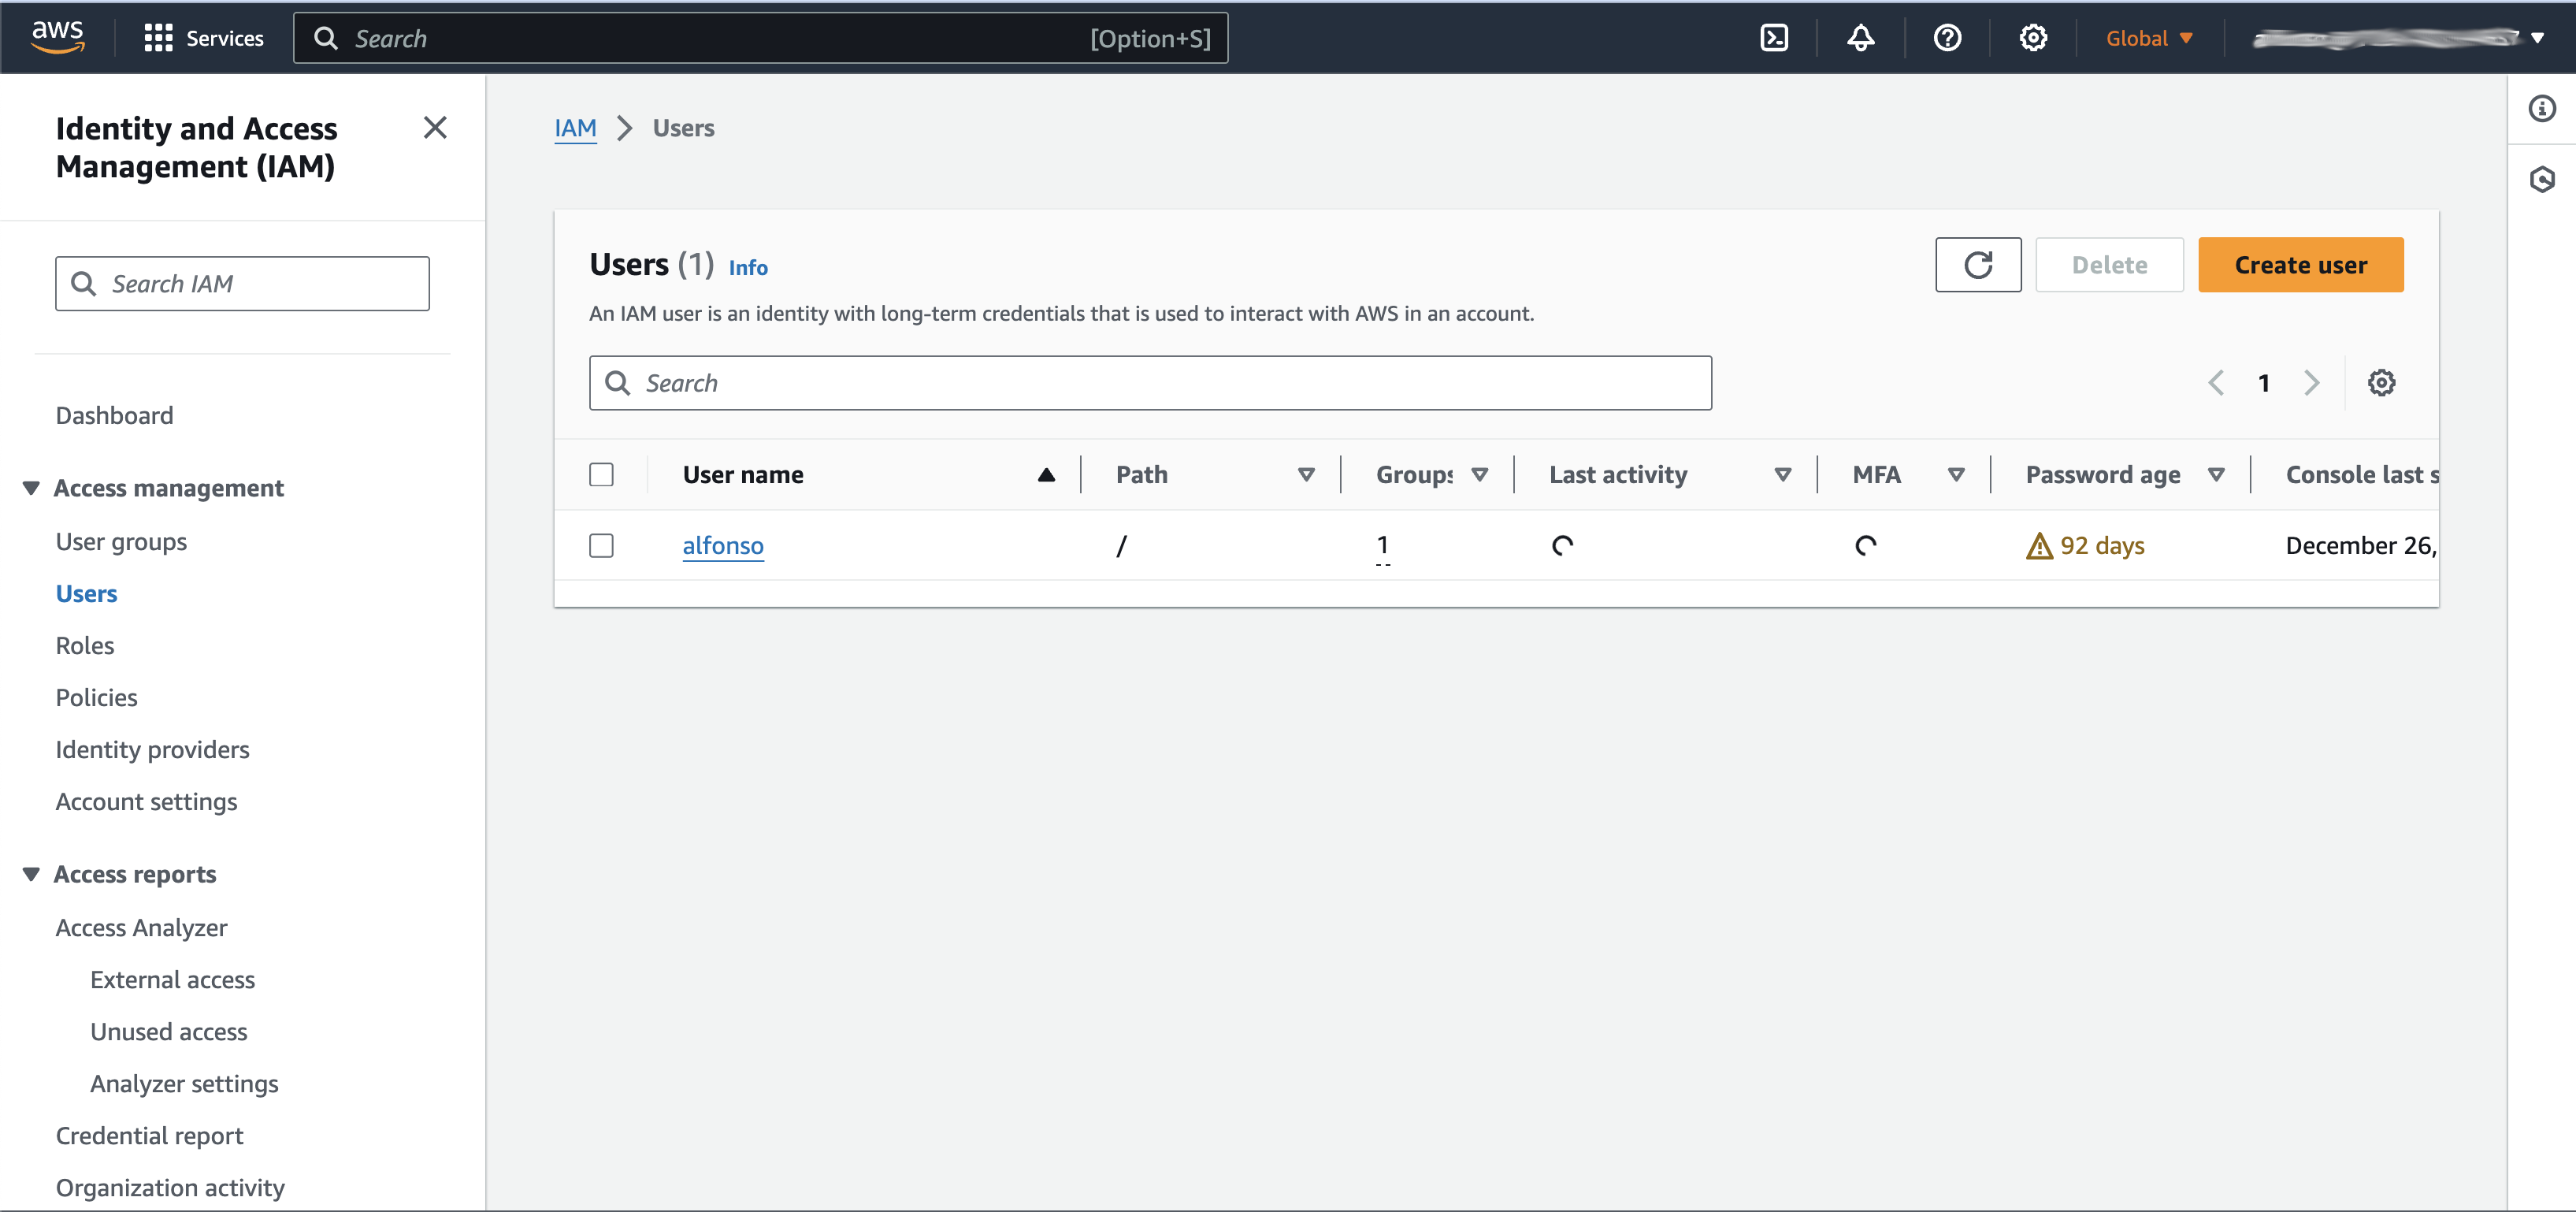 aws
Services
Search
[Option+S]
Global
Identity and Access
Management (IAM)
Search IAM
Dashboard
Access management
User groups
Users
Roles
Policies
Identity providers
Account settings
Access reports
Access Analyzer
External access
Unused access
Analyzer settings
Credential report
Organization activity
IAM > Users
Users (1) Info
Delete
Create user
An IAM user is an identity with long-term credentials that is used to interact with AWS in an account.
Search
1
User name Path Groups Last activity MFA Password age Console last s
alfonso / 1 92 days December 26,